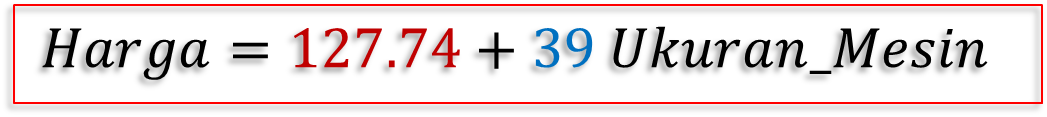 Harga = 127.74 + 39 Ukuran_Mesin